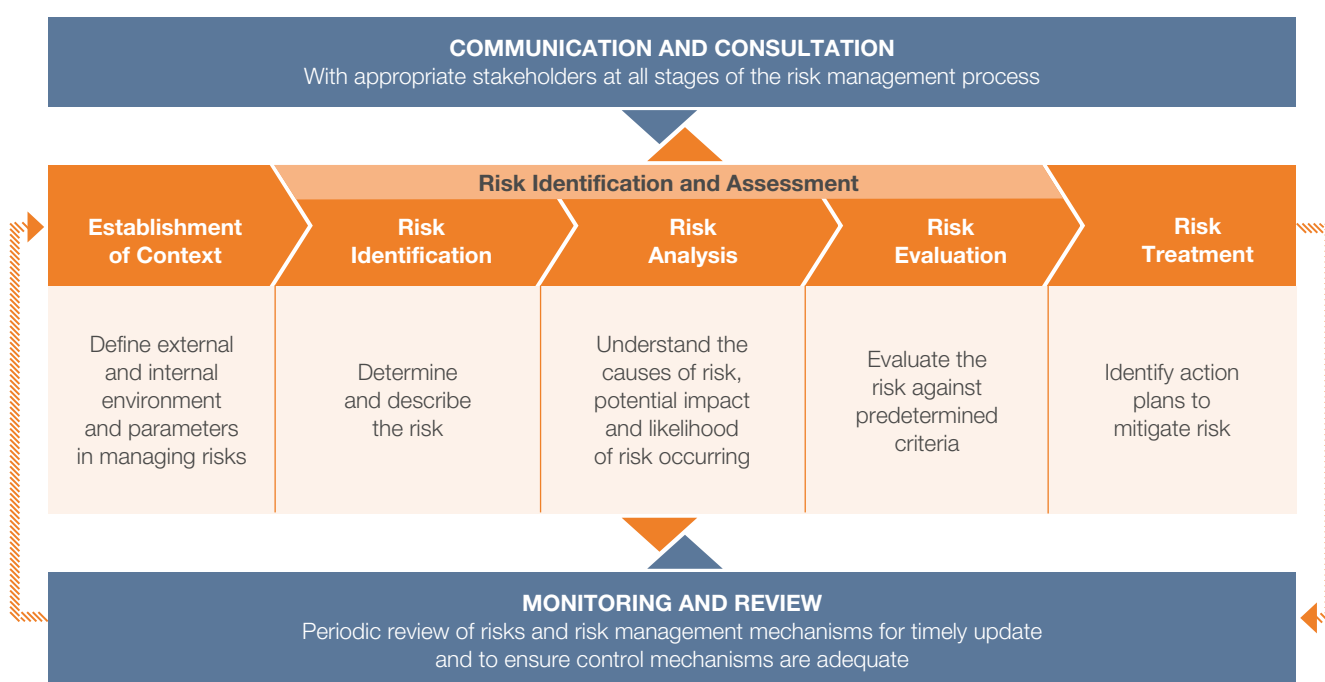 COMMUNICATION AND CONSULTATION
With appropriate stakeholders at all stages of the risk management process
Risk Identification and Assessment
Establishment
of Context
Risk
Identification
Risk
Analysis
Risk
Evaluation
Risk
Treatment
Define external
and internal
environment
and parameters
in managing risks
Determine
and describe
the risk
Understand the
causes of risk,
potential impact
and likelihood
of risk occurring
Evaluate the
risk against
predetermined
criteria
Identify action
plans to
mitigate risk
MONITORING AND REVIEW
Periodic review of risks and risk management mechanisms for timely update
and to ensure control mechanisms are adequate